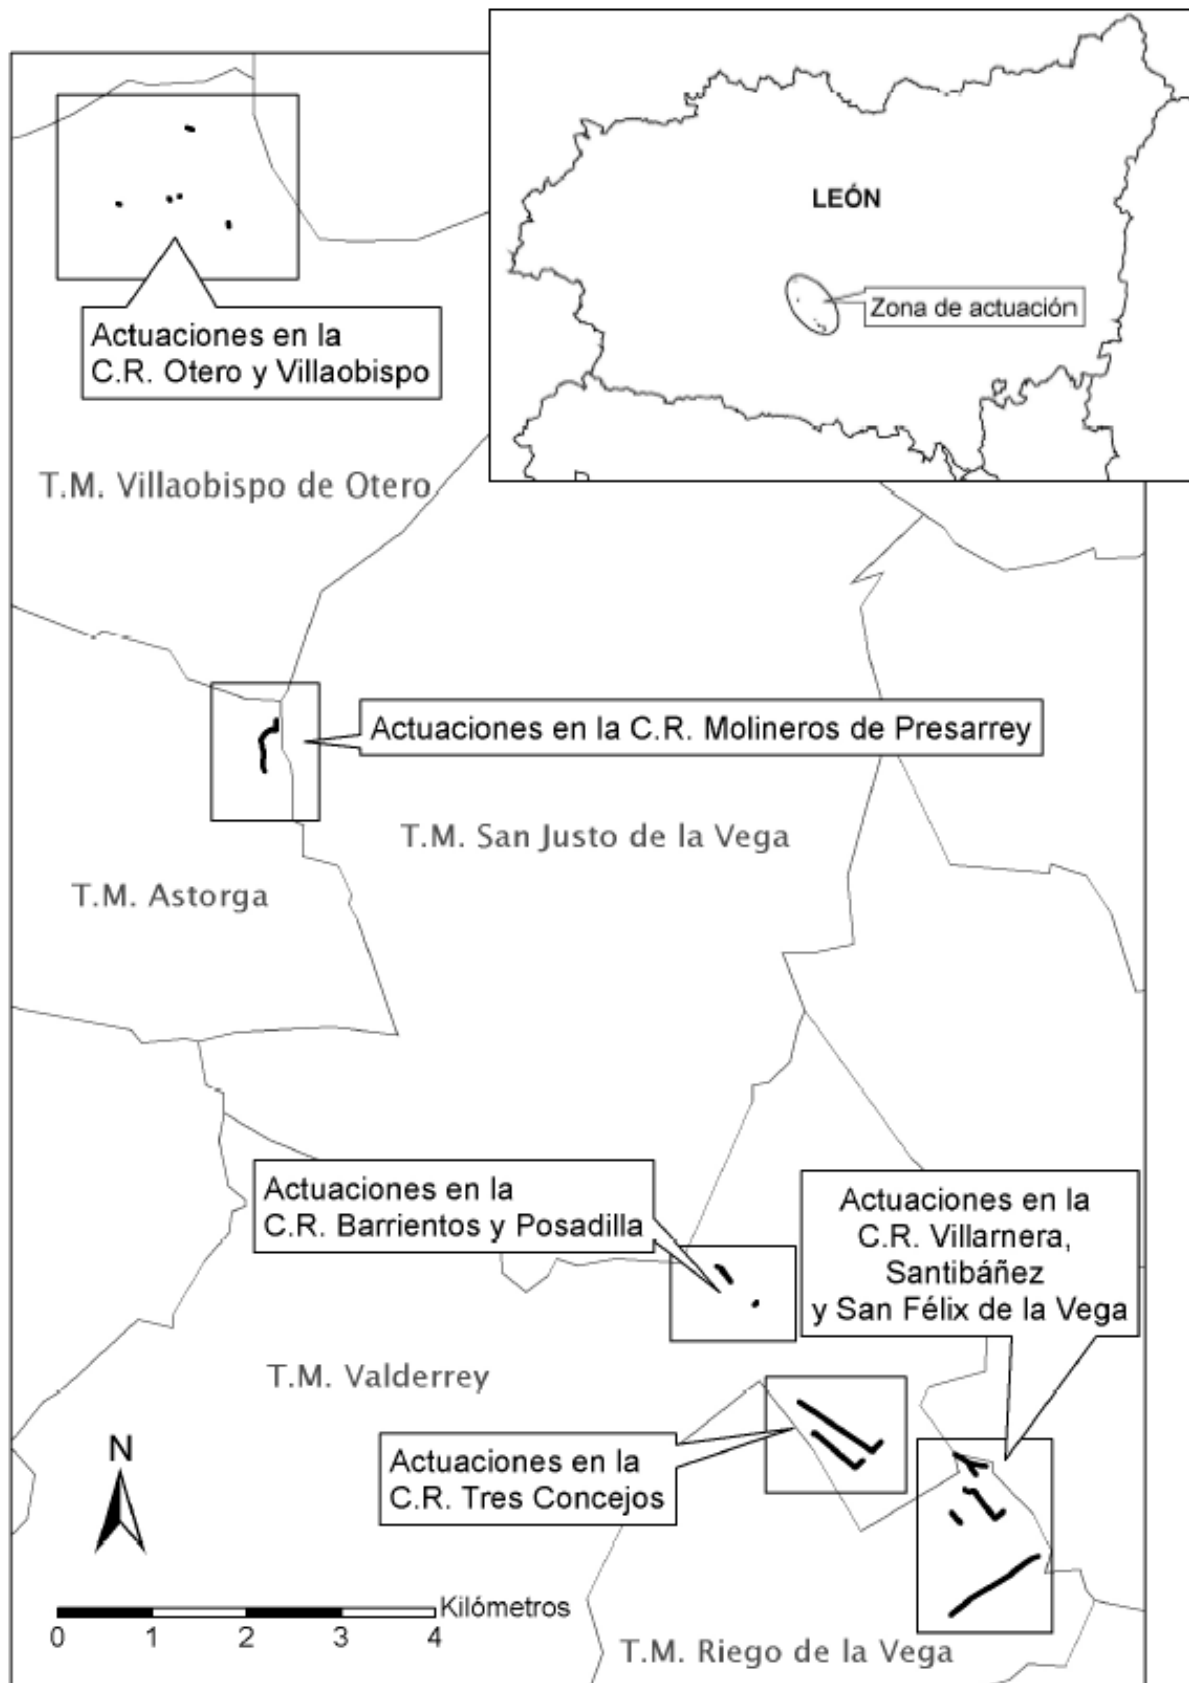 LEÓN
Zona de actuación
Actuaciones en la
C.R. Otero y Villaobispo
T.M. Villaobispo de Otero
Actuaciones en la C.R. Molineros de Presarrey
T.M. San Justo de la Vega
T.M. Astorga
Actuaciones en la
C.R. Barrientos y Posadilla
Actuaciones en la
C.R. Villarnera,
Santibáñez
y San Félix de la Vega
T.M. Valderrey
Actuaciones en la
C.R. Tres Concejos
N
Kilómetros
0 1 2 3 4
T.M. Riego de la Vega